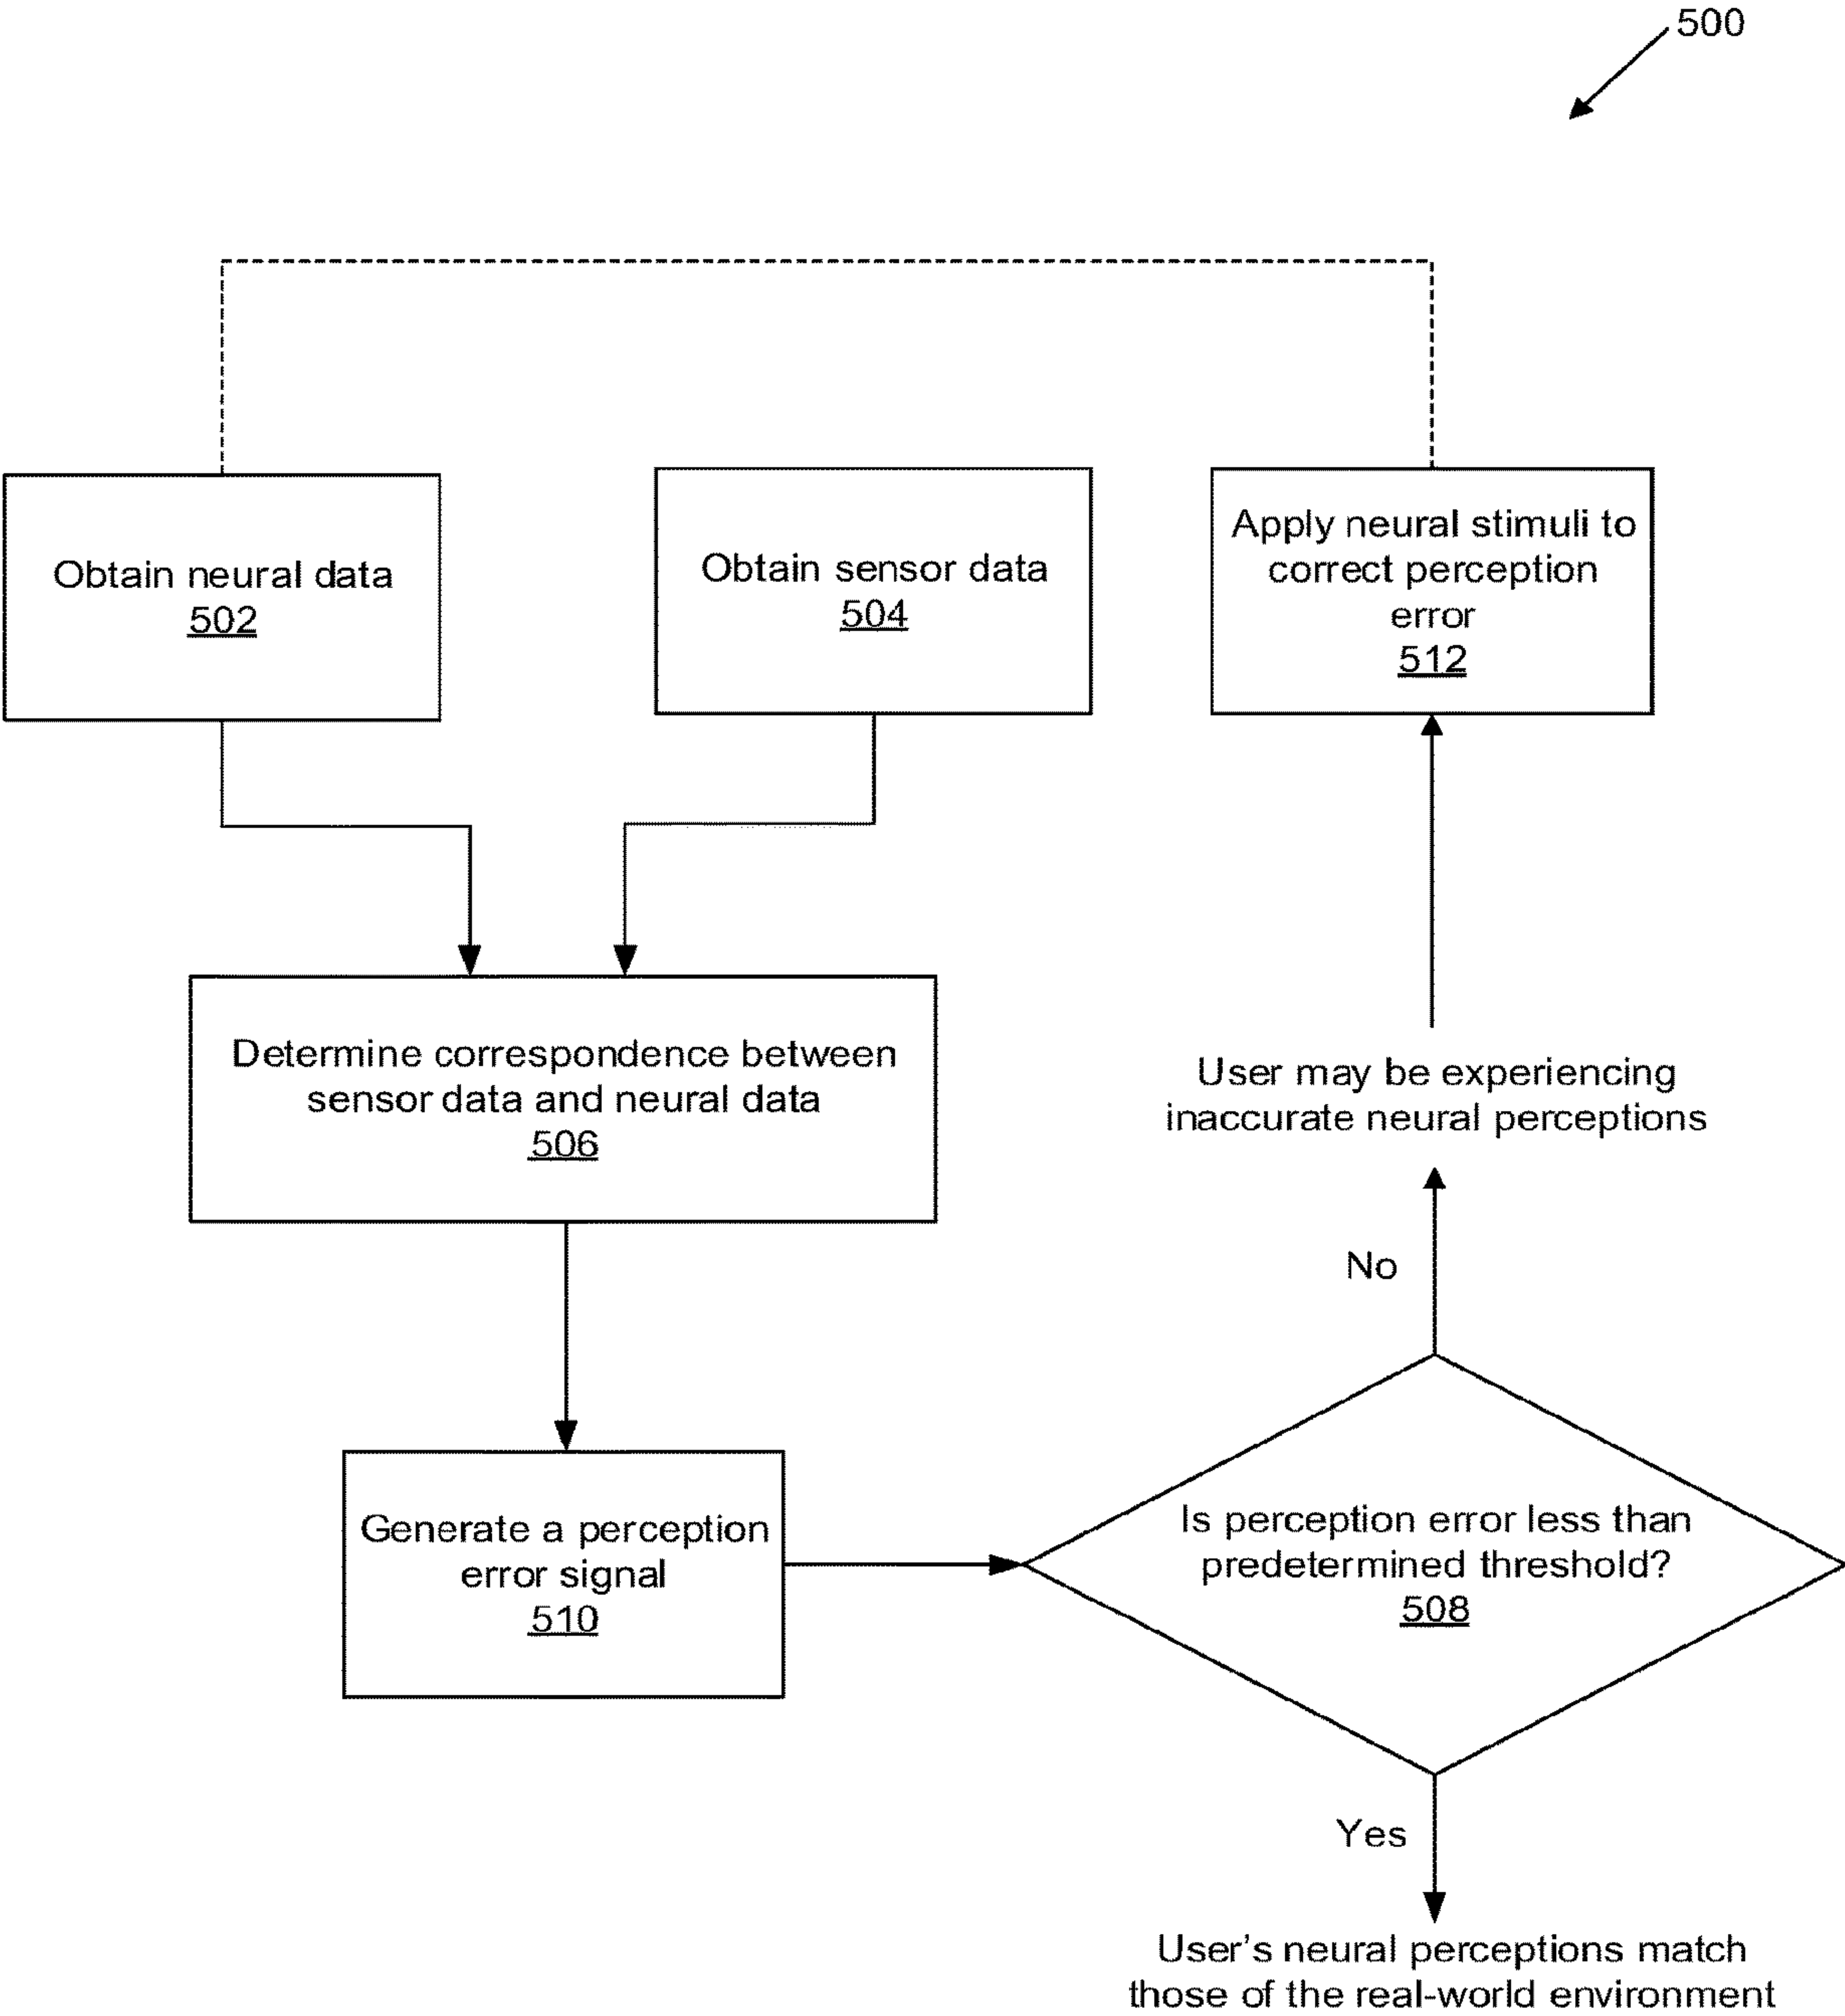 500
Obtain neural data
502
Obtain sensor data
504
Apply neural stimuli to
correct perception
error
512
Determine correspondence between
sensor data and neural data
506
User may be experiencing
inaccurate neural perceptions
No
Generate a perception
error signal
510
Is perception error less than
predetermined threshold?
508
Yes
User’s neural perceptions match
those of the real-world environment